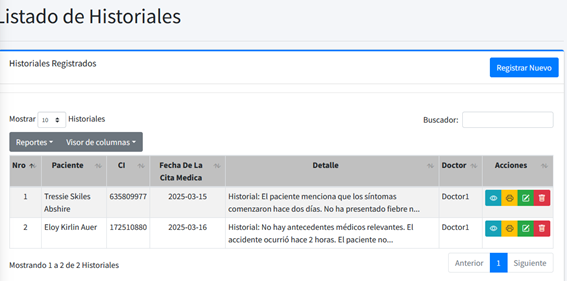 Listado de Historiales
Historiales Registrados
Registrar Nuevo
Mostrar 10 Historiales
Buscador:
Reportes Visor de columnas
Nro Paciente CI Fecha De La Cita Medica Detalle Doctor Acciones
1 Tressie Skiles Abshire 635809977 2025-03-15 Historial: El paciente menciona que los síntomas comenzaron hace dos días. No ha presentado fiebre n... Doctor1
2 Eloy Kirlin Auer 172510880 2025-03-16 Historial: No hay antecedentes médicos relevantes. El accidente ocurrió hace 2 horas. El paciente no... Doctor1
Mostrando 1 a 2 de 2 Historiales
Anterior 1 Siguiente